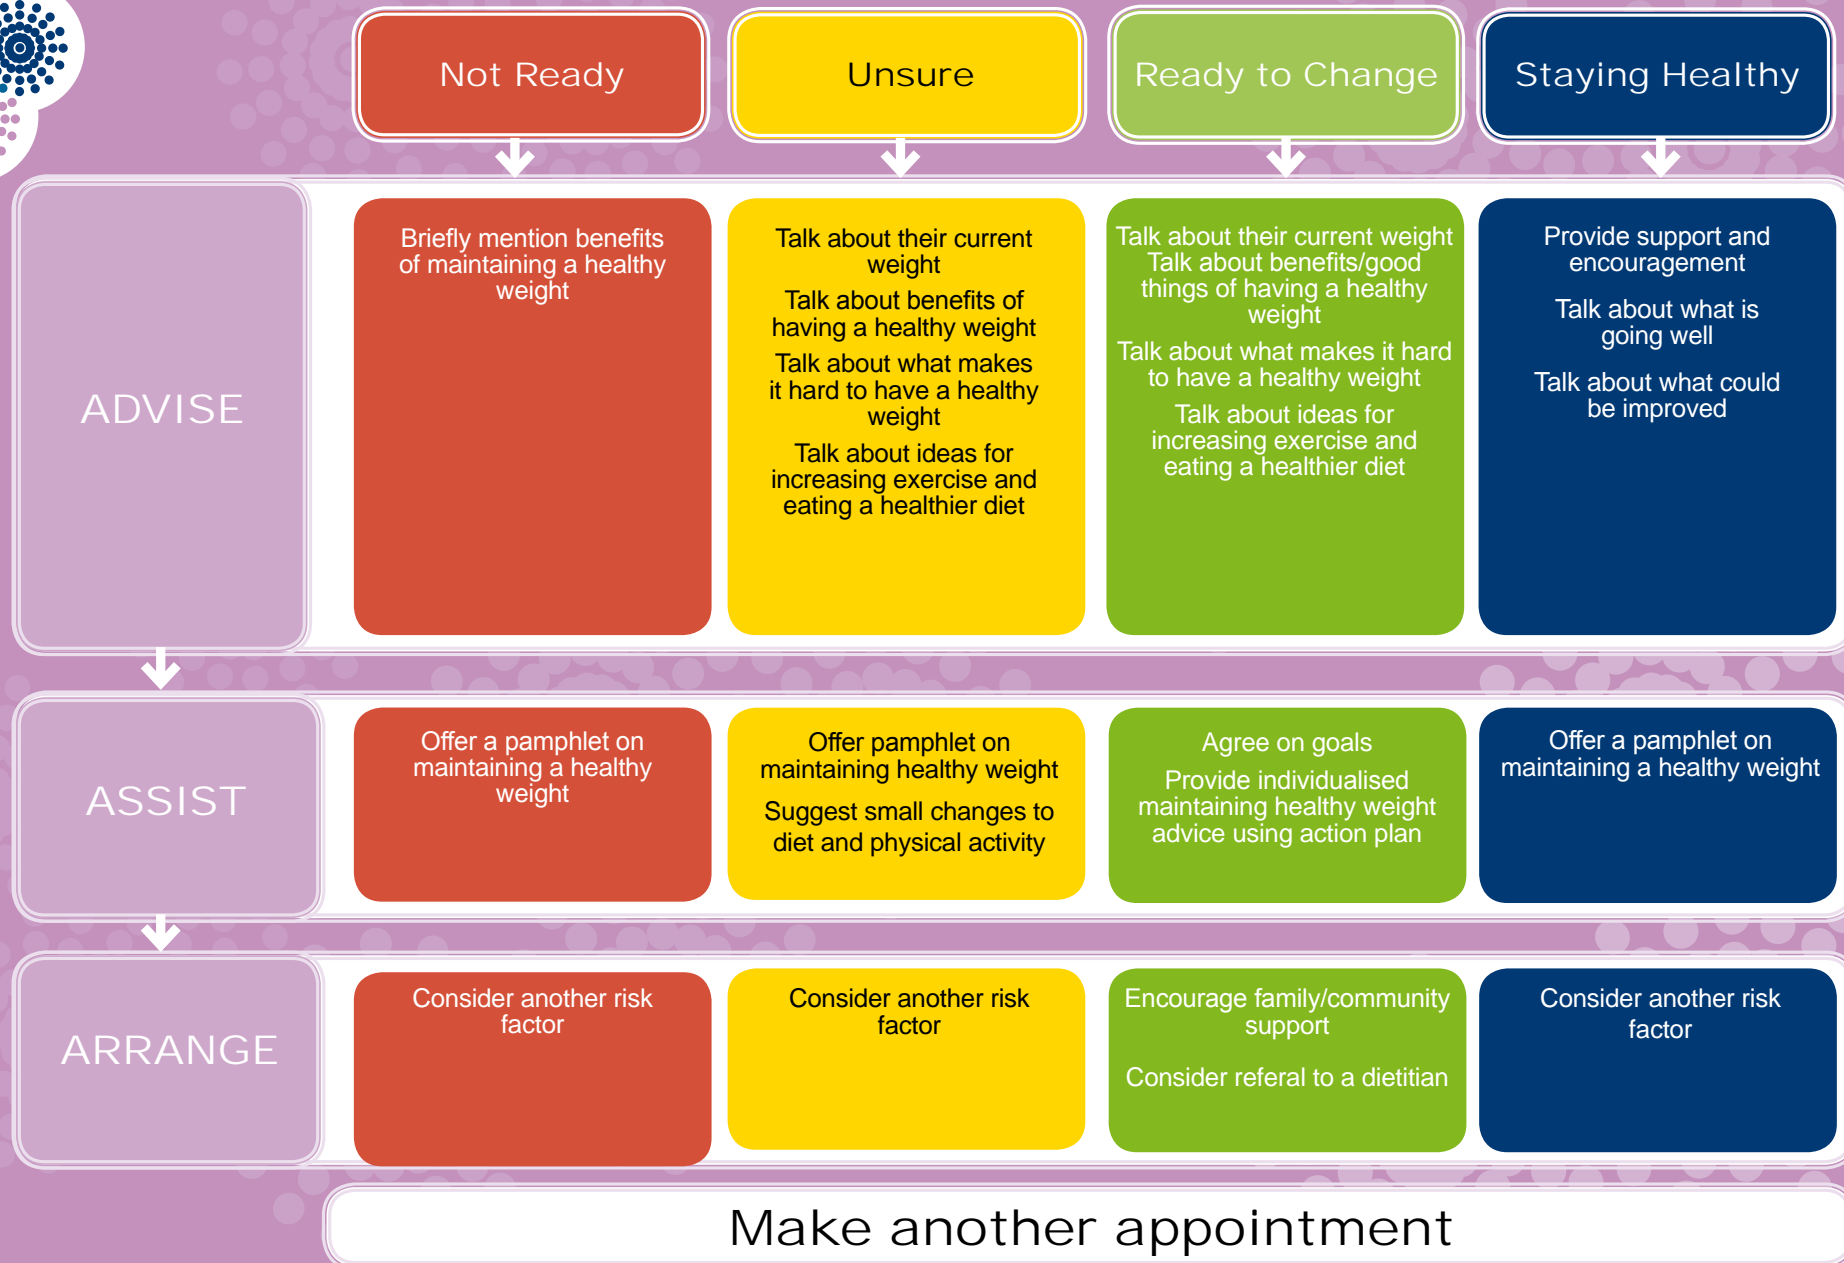 Not Ready
Unsure
Ready to Change
Staying Healthy
ADVISE
Briefly mention benefits
of maintaining a healthy
weight
Talk about their current
weight
Talk about benefits of
having a healthy weight
Talk about what makes
it hard to have a healthy
weight
Talk about ideas for
increasing exercise and
eating a healthier diet
Talk about their current weight
Talk about benefits/good
things of having a healthy
weight
Talk about what makes it hard
to have a healthy weight
Talk about ideas for
increasing exercise and
eating a healthier diet
Provide support and
encouragement
Talk about what is
going well
Talk about what could
be improved
ASSIST
Offer a pamphlet on
maintaining a healthy
weight
Offer pamphlet on
maintaining healthy weight
Suggest small changes to
diet and physical activity
Agree on goals
Provide individualised
maintaining healthy weight
advice using action plan
Offer a pamphlet on
maintaining a healthy weight
ARRANGE
Consider another risk
factor
Consider another risk
factor
Encourage family/community
support
Consider referal to a dietitian
Consider another risk
factor
Make another appointment